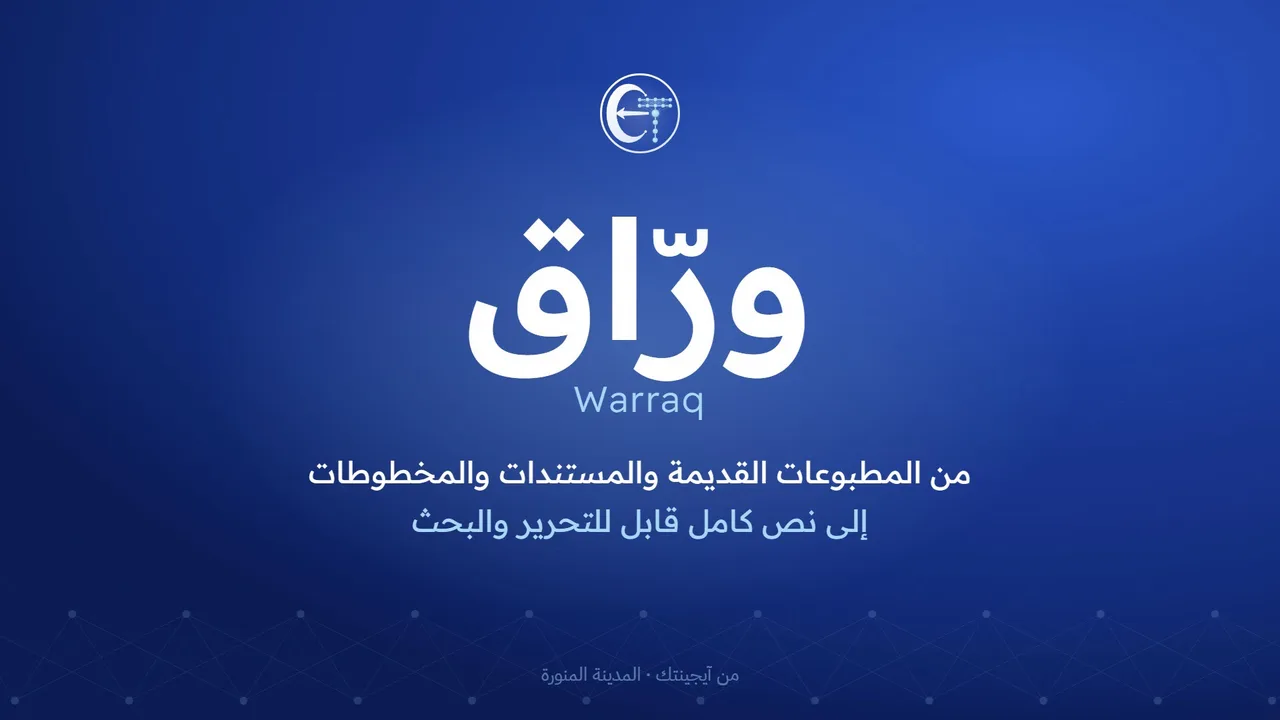 ورّاق
Warraq
من المطبوعات القديمة والمستندات والمخطوطات
إلى نص كامل قابل للتحرير والبحث
من آيجينتك · المدينة المنورة